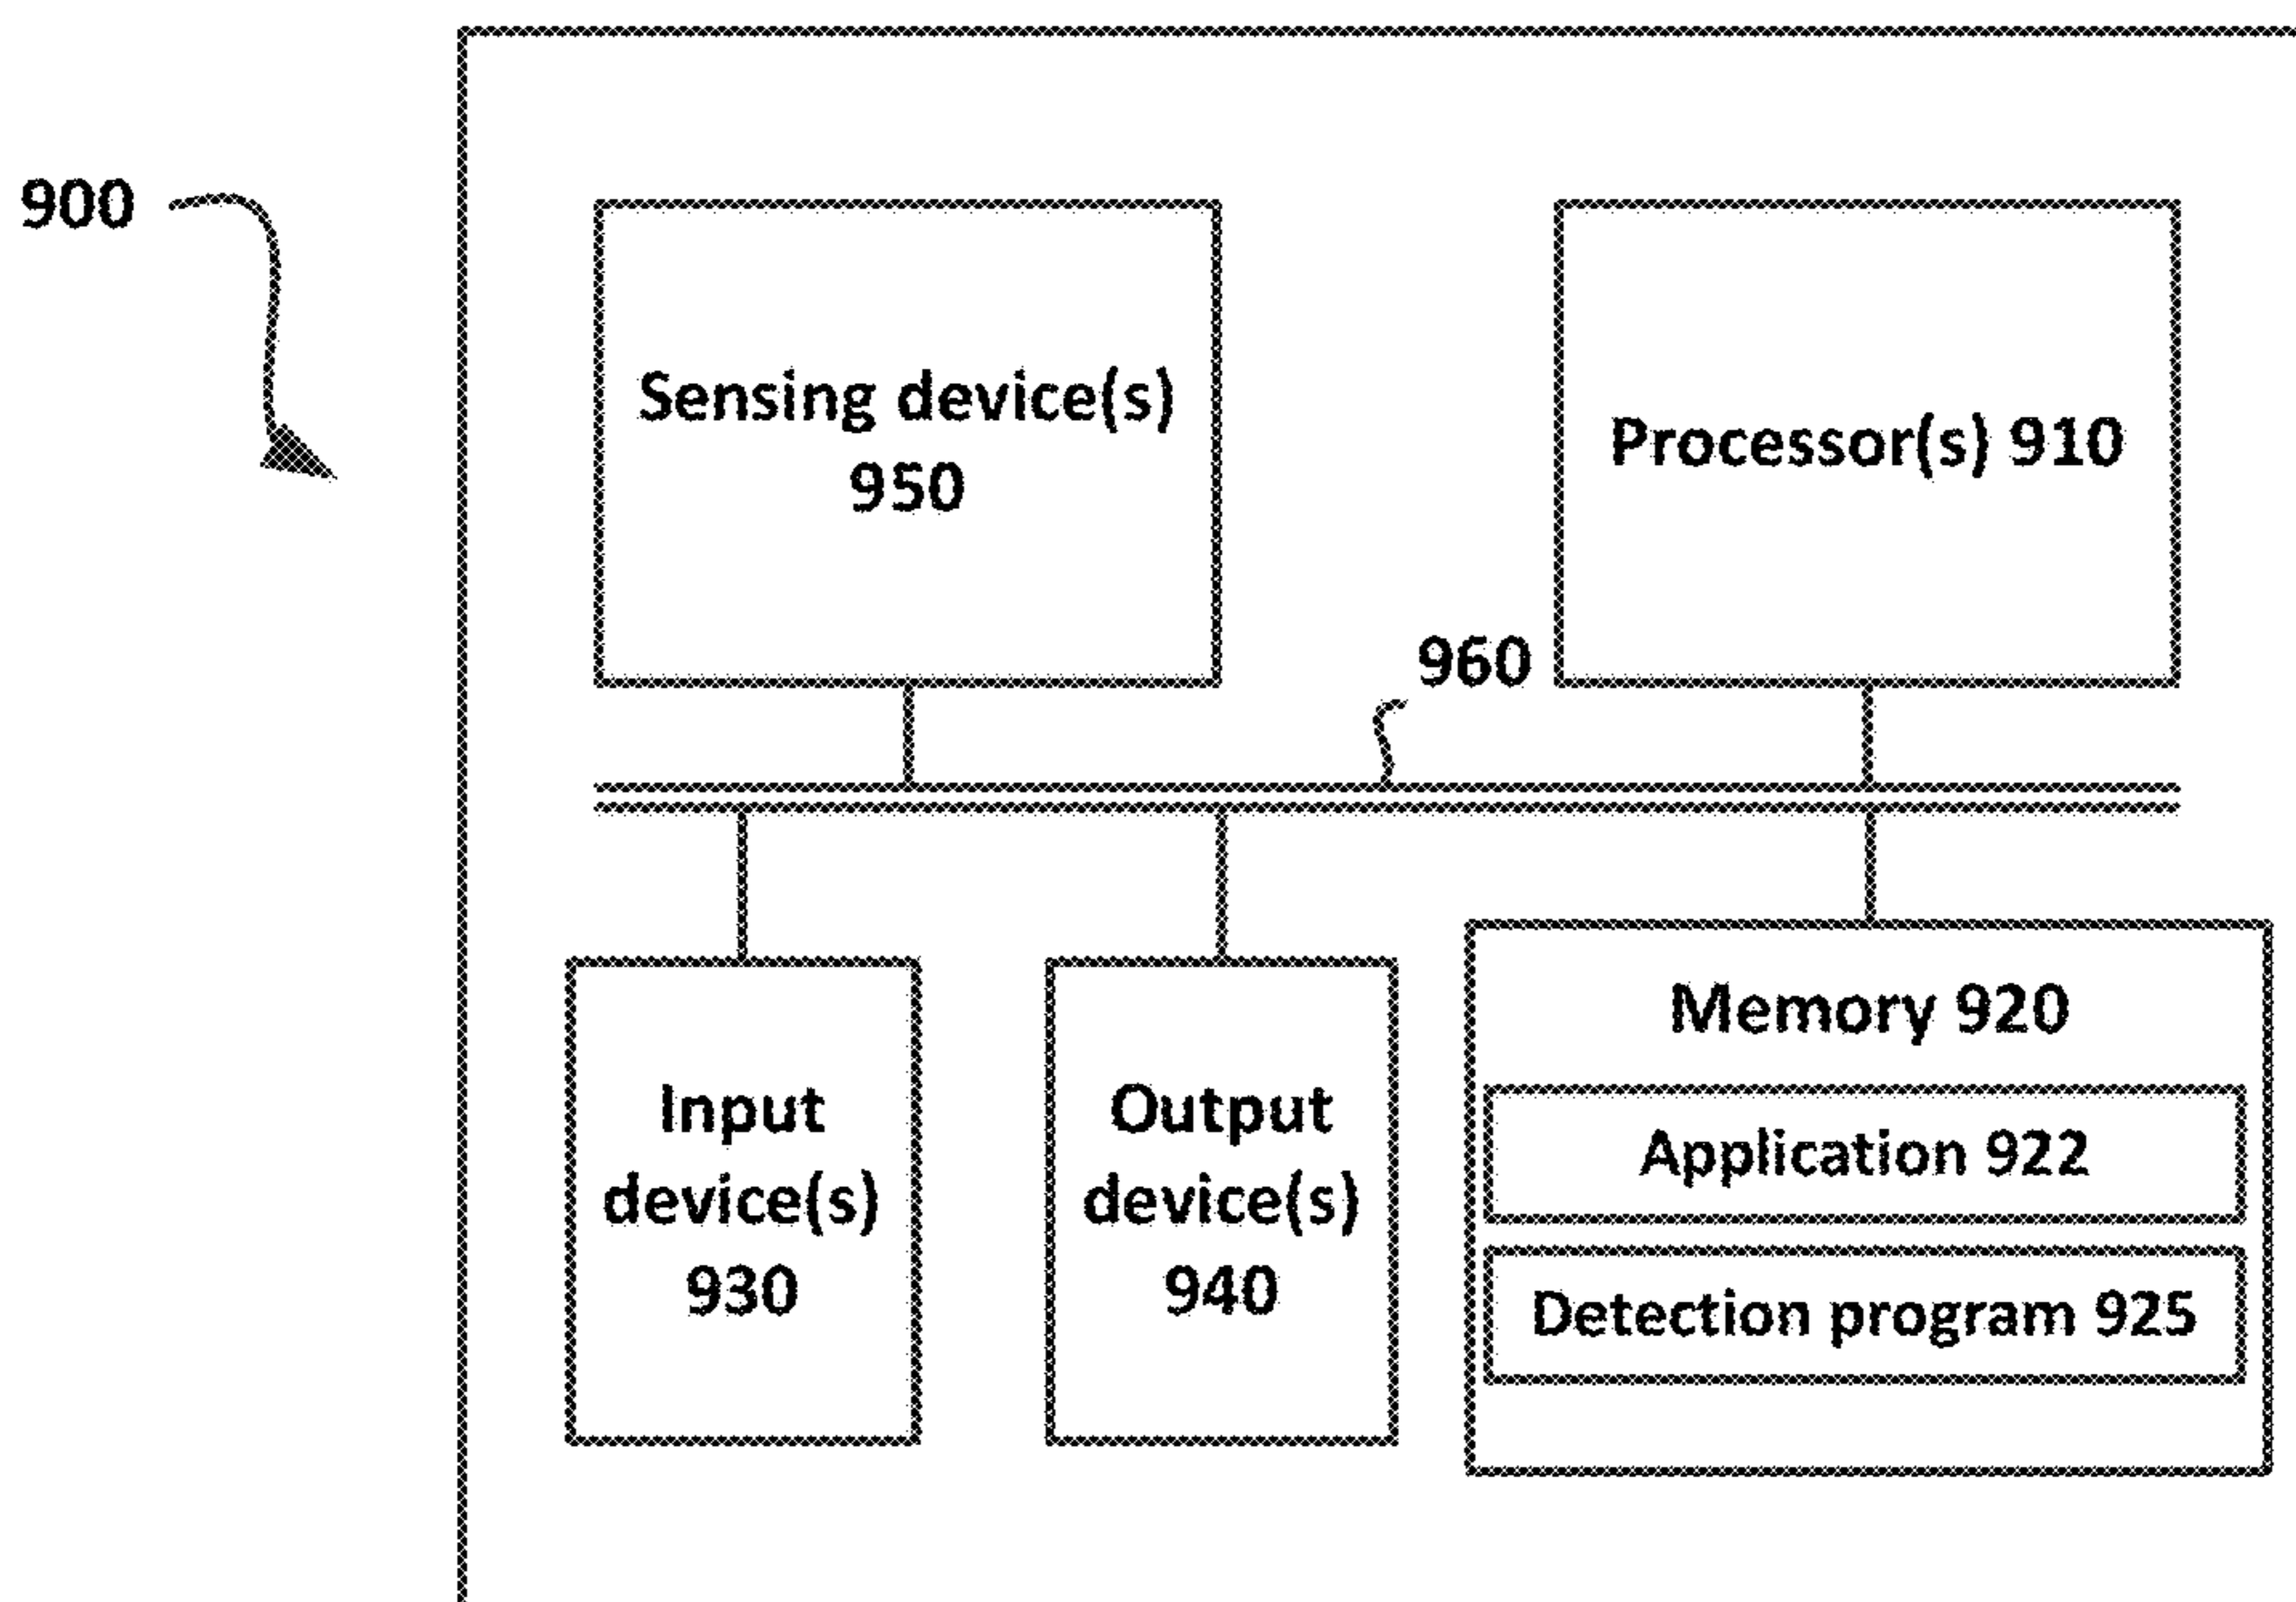 900
Sensing device(s)
950
Processor(s) 910
960
Input
device(s)
930
Output
device(s)
940
Memory 920
Application 922
Detection program 925